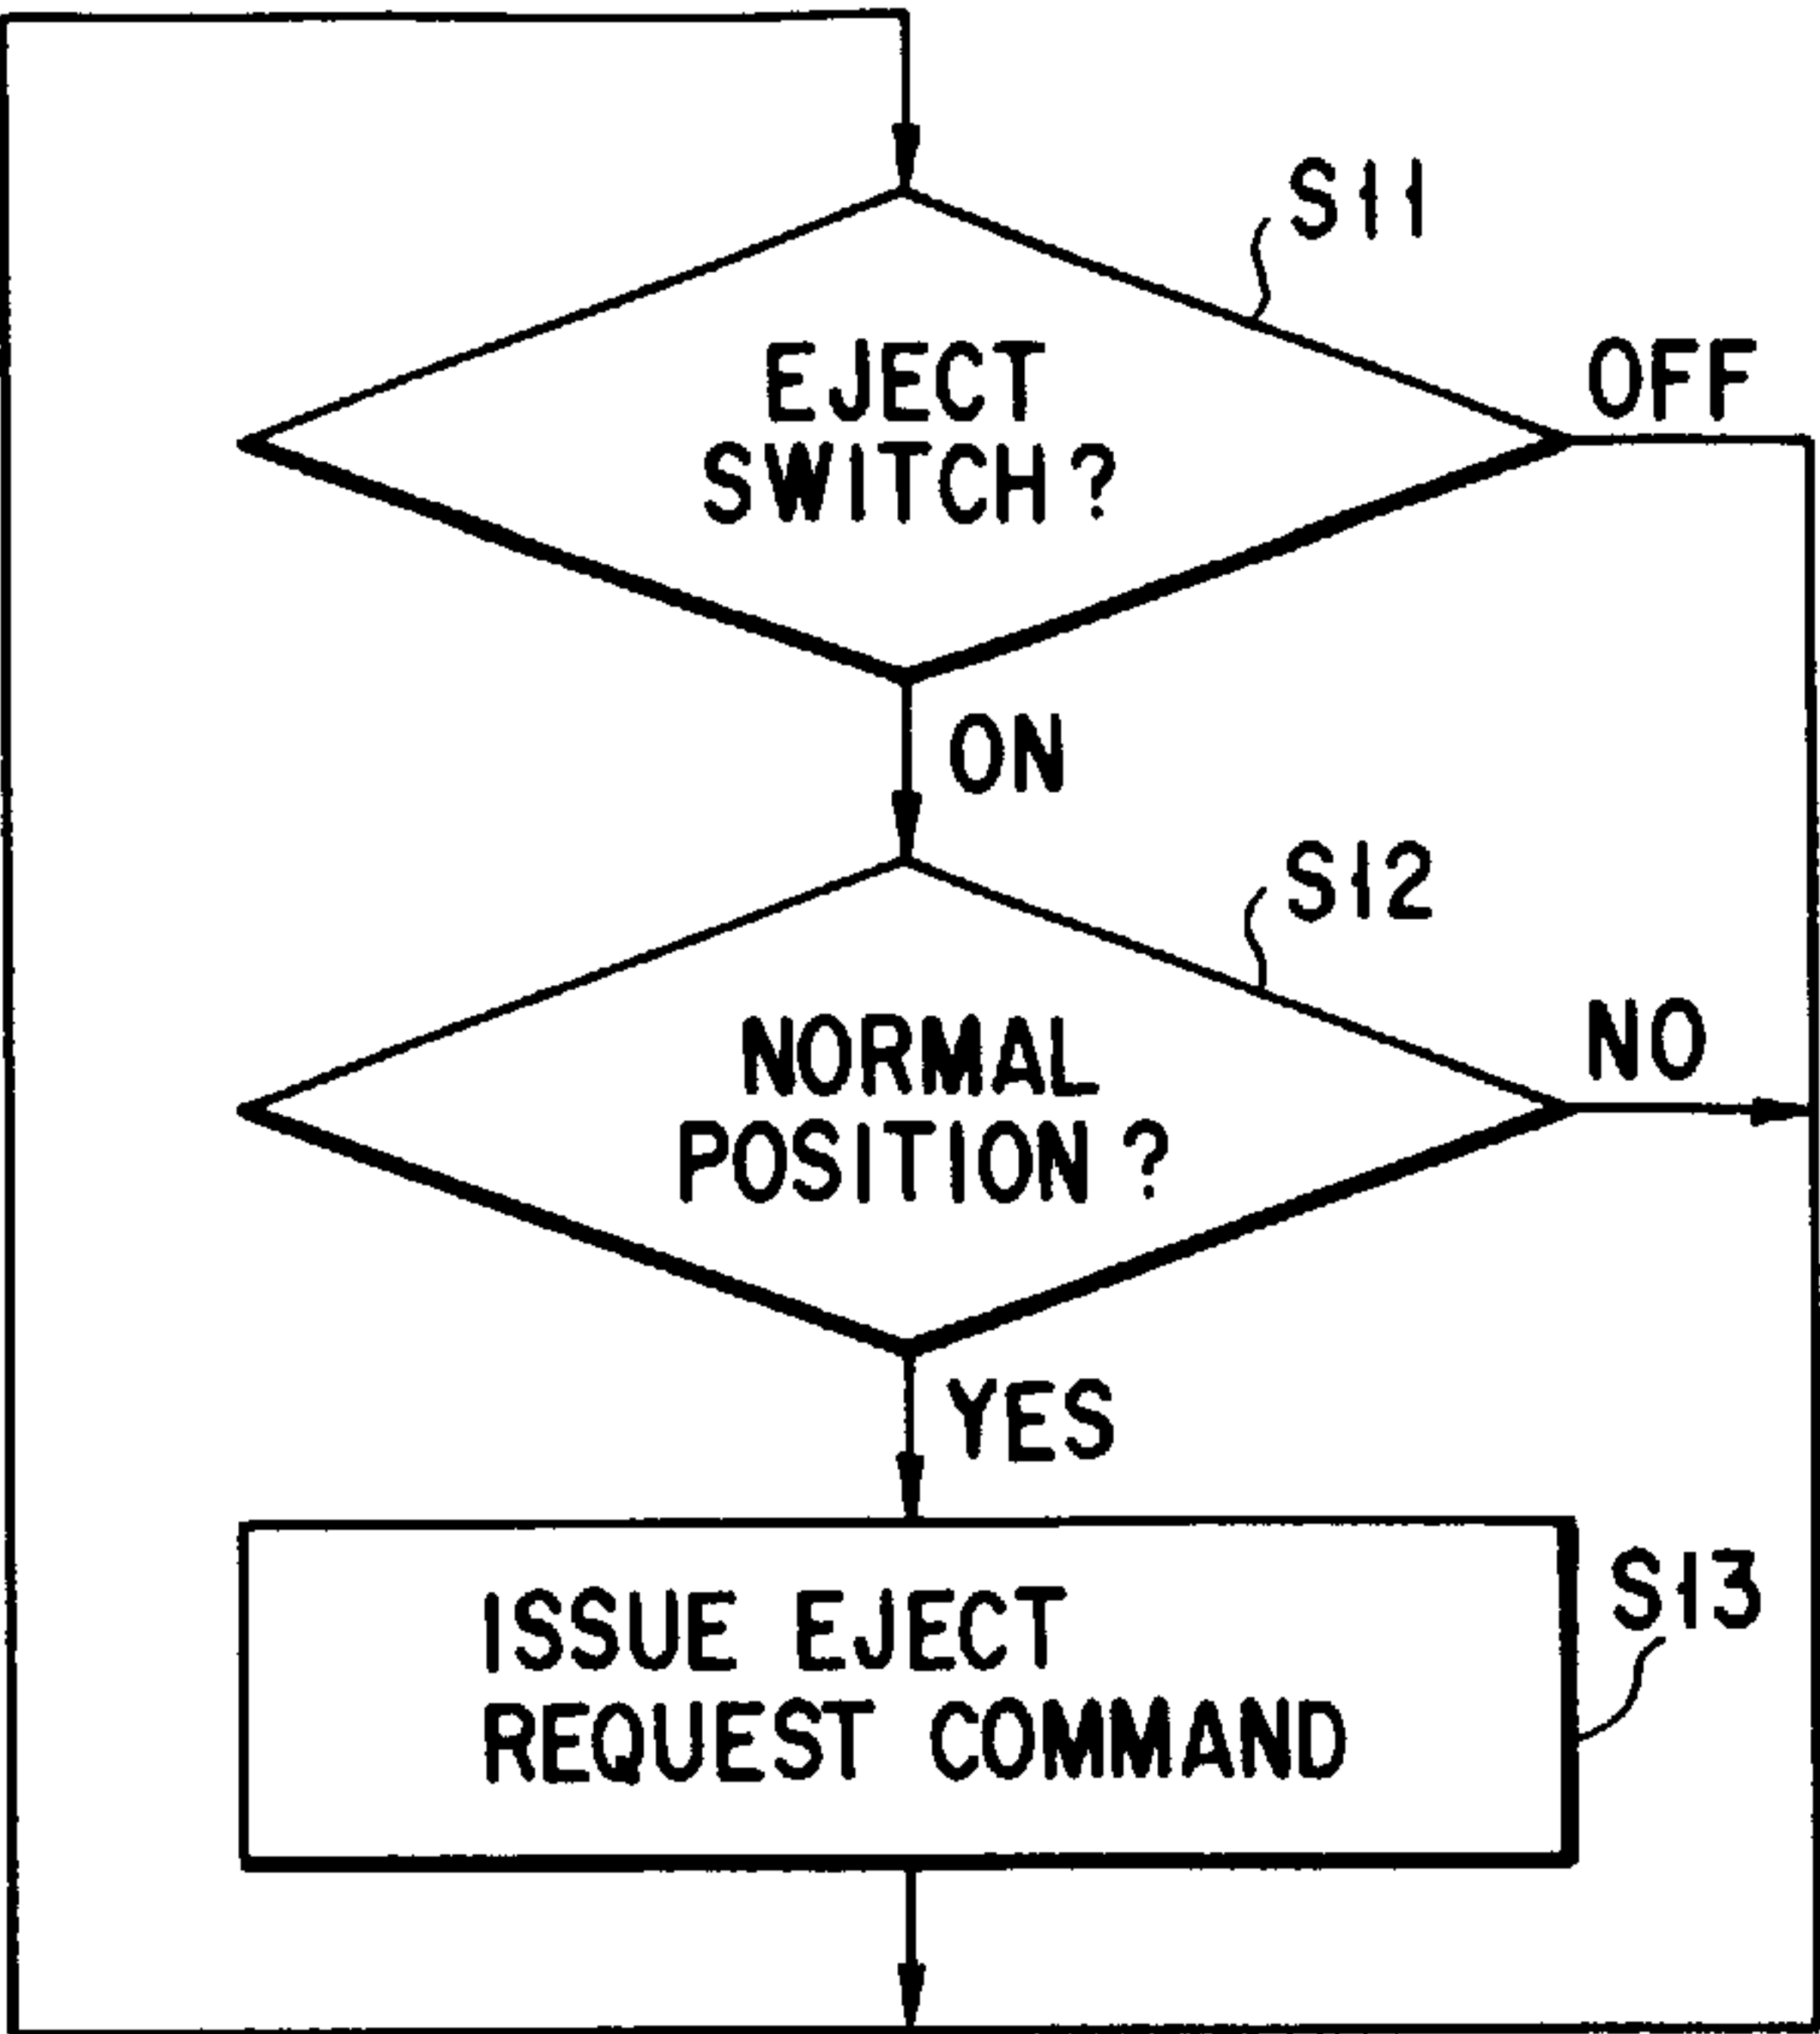 S11
EJECT
SWITCH?
OFF
ON
S12
NORMAL
POSITION?
NO
YES
S13
ISSUE EJECT
REQUEST COMMAND